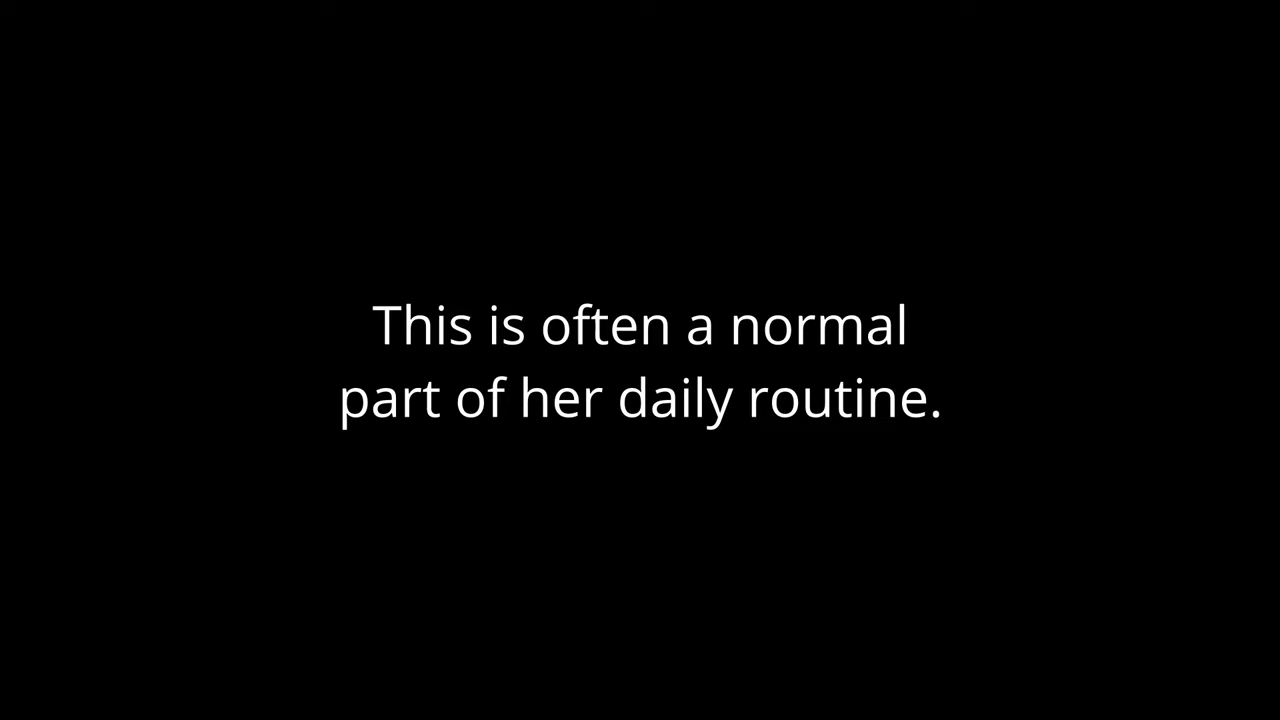 This is often a normal
part of her daily routine.